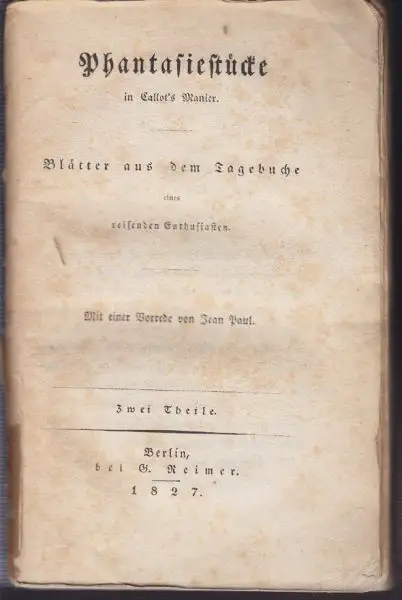 Phantasiestücke
in Callot's Manier.
Blätter aus dem Tagebuche
eines
reisenden Enthusiasten.
Mit einer Vorrede von Jean Paul.
Zwei Theile.
Berlin,
bei G. Reimer.
1827.